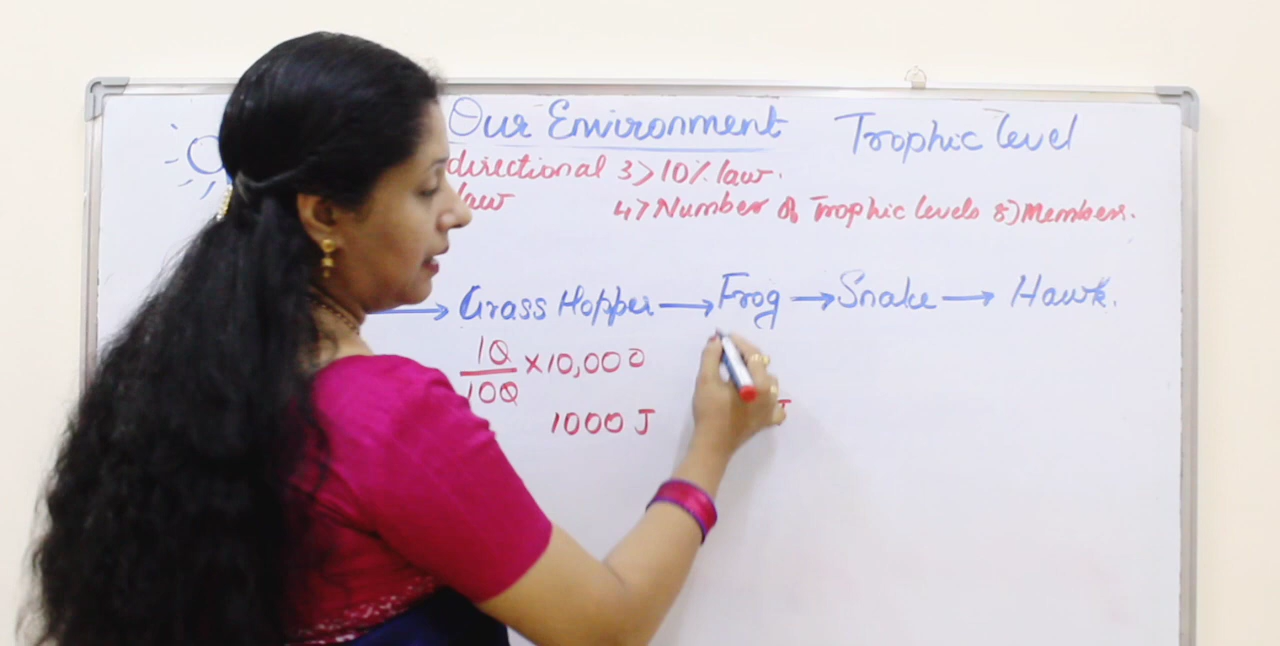 Our Environment Trophic level
directional 3> 10% law.
law 4> Number of Trophic levels 5) Members.
→ Grass Hopper → Frog → Snake → Hawk.
10/100 × 10,000
1000 J
J